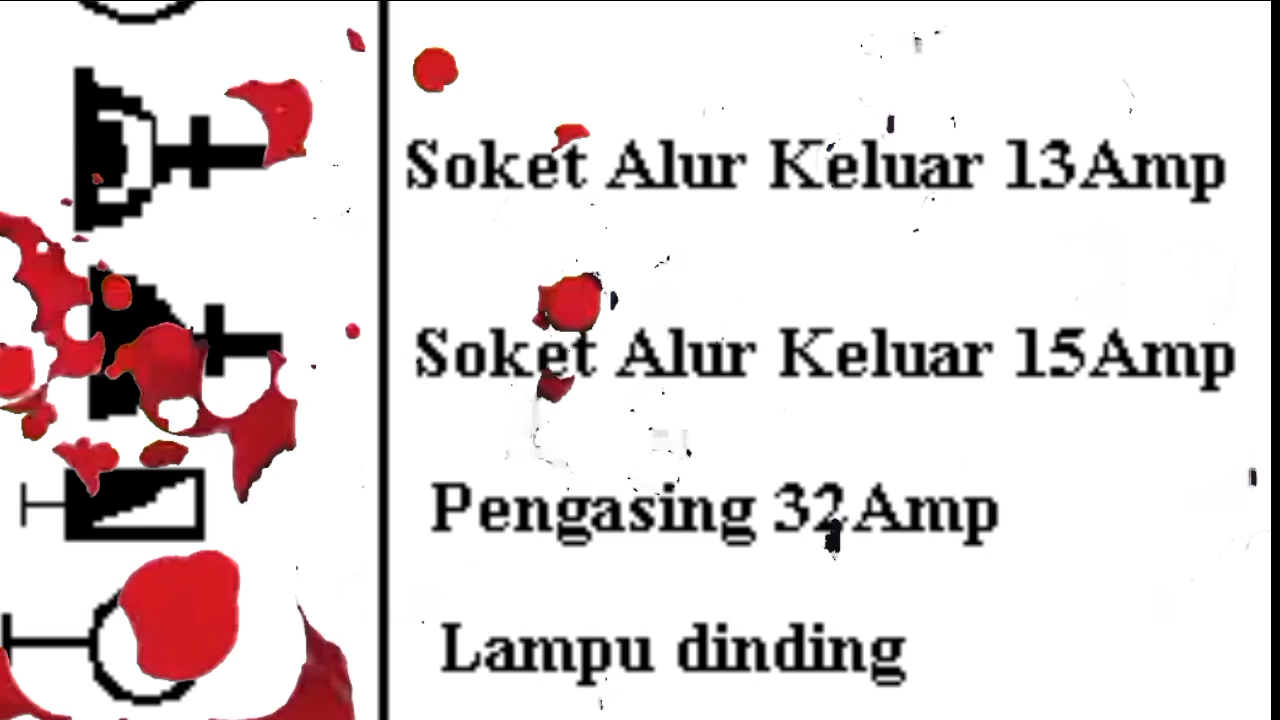 Soket Alur Keluar 13Amp
Soket Alur Keluar 15Amp
Pengasing 32Amp
Lampu dinding